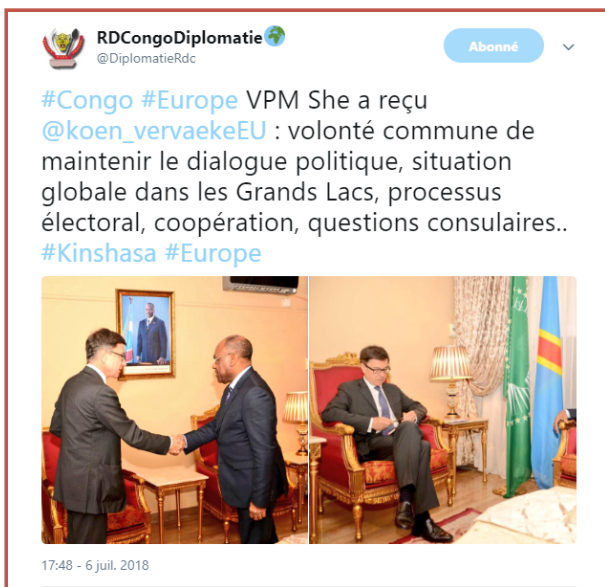 RDCongoDiplomatie
@DiplomatieRdc
Abonné
#Congo #Europe VPM She a reçu
@koen_vervaekeEU : volonté commune de
maintenir le dialogue politique, situation
globale dans les Grands Lacs, processus
électoral, coopération, questions consulaires..
#Kinshasa #Europe
17:48 - 6 juil. 2018